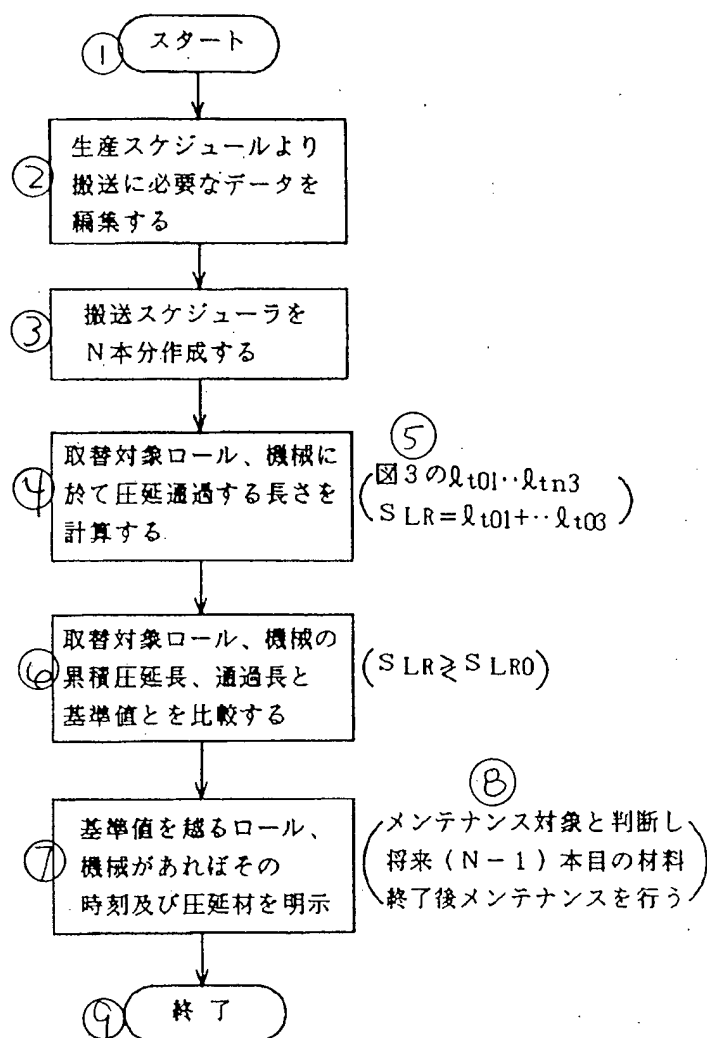 ① スタート
② 生産スケジュールより
搬送に必要なデータを
編集する
③ 搬送スケジューラを
N本分作成する
④ 取替対象ロール、機械に
於て圧延通過する長さを
計算する
⑤
(図3のℓt01‥ℓtn3
SLR=ℓt01+‥ℓt03)
⑥ 取替対象ロール、機械の
累積圧延長、通過長と
基準値とを比較する
(SLR≷SLR0)
⑦ 基準値を越るロール、
機械があればその
時刻及び圧延材を明示
⑧
(メンテナンス対象と判断し
将来(N-1)本目の材料
終了後メンテナンスを行う)
⑨ 終了